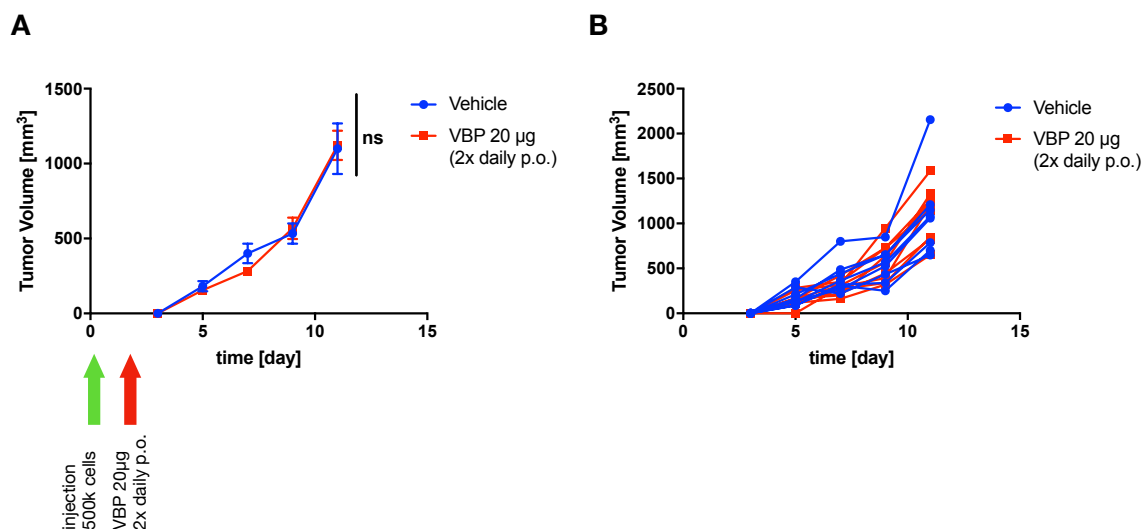 A
Tumor Volume [mm³]
1500
1000
500
0
0
5
10
15
time [day]
ns
Vehicle
VBP 20 µg
(2x daily p.o.)
injection
500k cells
VBP 20µg
2x daily p.o.
B
Tumor Volume [mm³]
2500
2000
1500
1000
500
0
0
5
10
15
time [day]
Vehicle
VBP 20 µg
(2x daily p.o.)